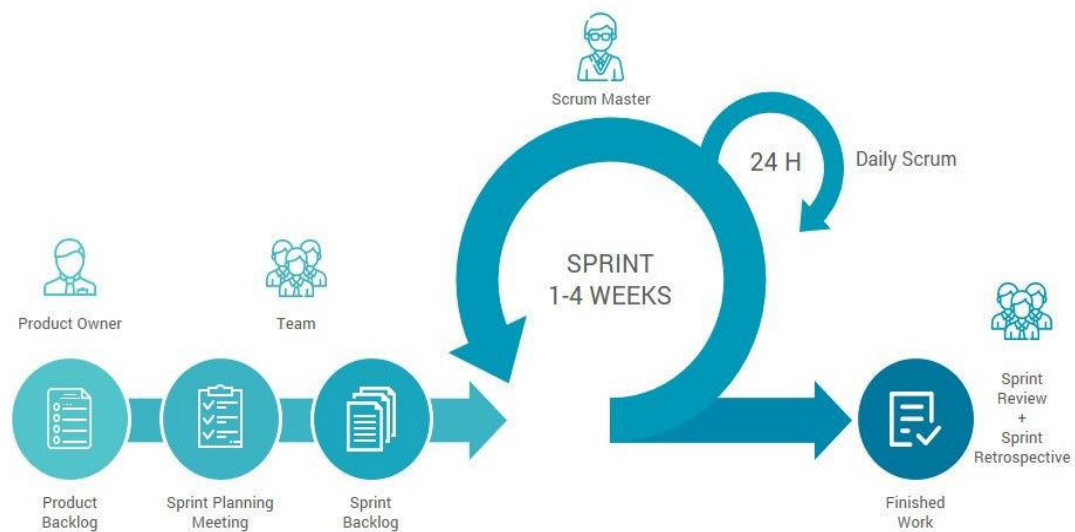 Scrum Master
24 H
Daily Scrum
SPRINT
1-4 WEEKS
Product Owner
Team
Product
Backlog
Sprint Planning
Meeting
Sprint
Backlog
Finished
Work
Sprint
Review
+
Sprint
Retrospective